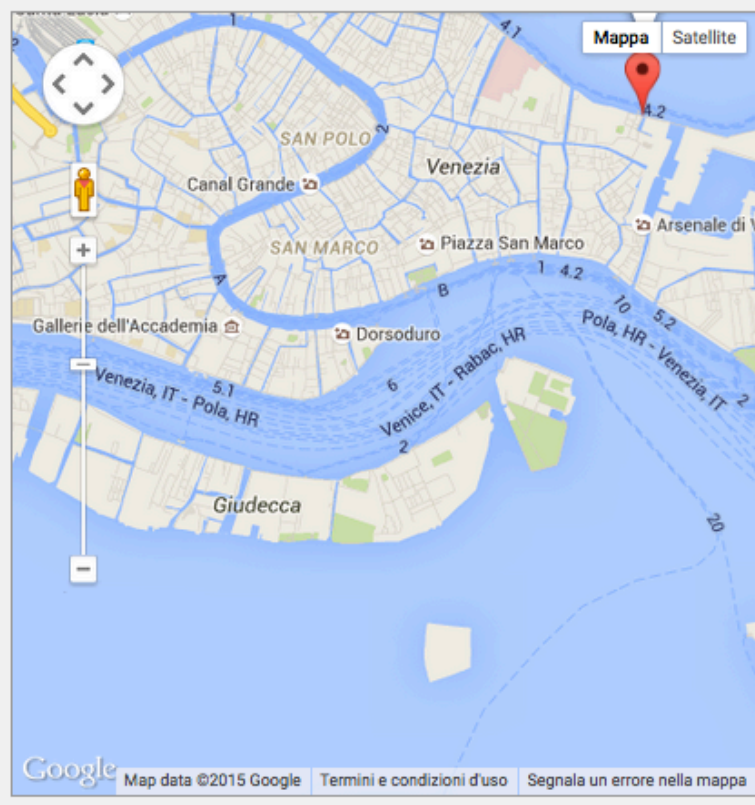 4.1
1
Mappa Satellite
4.2
SAN POLO
2
Venezia
Canal Grande
Arsenale di V
SAN MARCO
Piazza San Marco
A
B
1
4.2
10
5.2
Gallerie dell'Accademia
Dorsoduro
Pola, HR - Venezia, IT
Venezia, IT - Pola, HR
5.1
6
Venice, IT - Rabac, HR
2
2
Giudecca
20
Google
Map data ©2015 Google
Termini e condizioni d'uso
Segnala un errore nella mappa